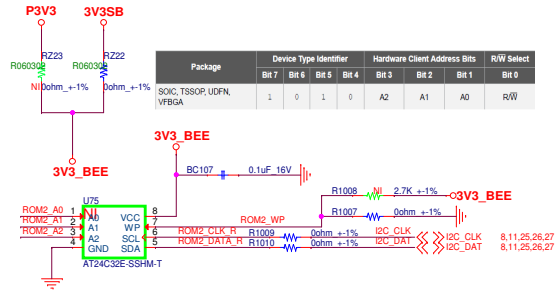 P3V3
3V3SB
RZ23
RZ22
R060302
R060302
NI
0ohm_+-1%
0ohm_+-1%
3V3_BEE
Package
Device Type Identifier
Hardware Client Address Bits
R/W Select
Bit 7
Bit 6
Bit 5
Bit 4
Bit 3
Bit 2
Bit 1
Bit 0
SOIC, TSSOP, UDFN,
VFBGA
1
0
1
0
A2
A1
A0
R/W
3V3_BEE
BC107
0.1uF_16V
U75
NI
ROM2_A0
1
A0
VCC
8
ROM2_A1
2
A1
WP
7
ROM2_WP
ROM2_A2
3
A2
SCL
6
ROM2_CLK_R
4
GND
SDA
5
ROM2_DATA_R
AT24C32E-SSHM-T
R1008
NI
2.7K_+-1%
3V3_BEE
R1007
0ohm_+-1%
R1009
0ohm_+-1%
I2C_CLK
I2C_CLK
8,11,25,26,27
R1010
0ohm_+-1%
I2C_DAT
I2C_DAT
8,11,25,26,27